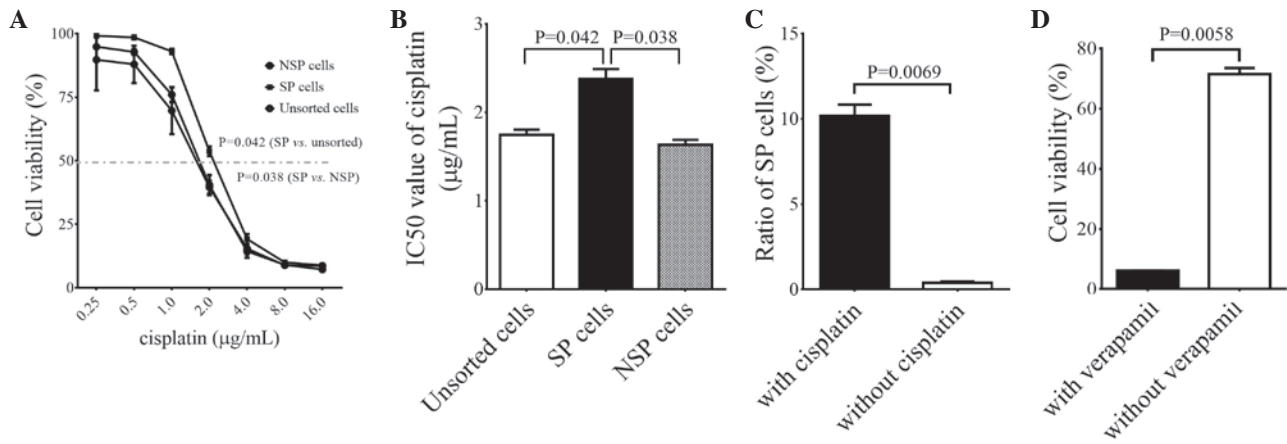 A
Cell viability (%)
100
75
50
25
0
NSP cells
SP cells
Unsorted cells
P=0.042 (SP vs. unsorted)
P=0.038 (SP vs. NSP)
0.25
0.5
1.0
2.0
4.0
8.0
16.0
cisplatin (μg/mL)
B
IC50 value of cisplatin
(μg/mL)
3
2
1
0
P=0.042
P=0.038
Unsorted cells
SP cells
NSP cells
C
Ratio of SP cells (%)
15
10
5
0
P=0.0069
with cisplatin
without cisplatin
D
Cell viability (%)
80
60
40
20
0
P=0.0058
with verapamil
without verapamil